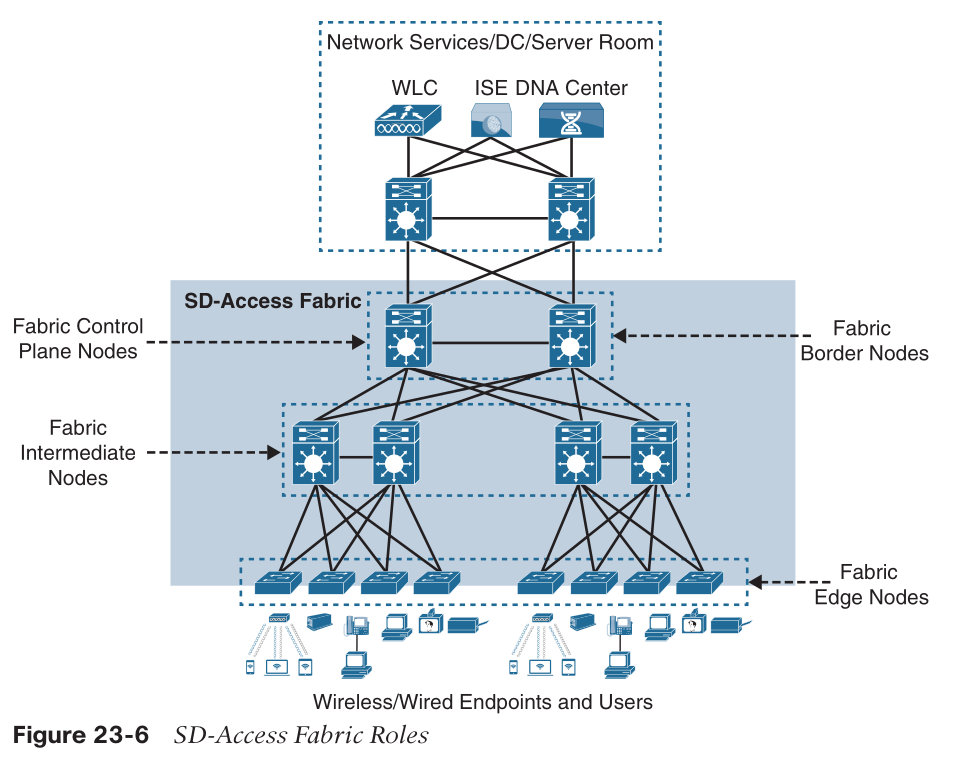 Network Services/DC/Server Room
WLC
ISE
DNA Center
SD-Access Fabric
Fabric Control
Plane Nodes
Fabric
Border Nodes
Fabric
Intermediate
Nodes
Fabric
Edge Nodes
Wireless/Wired Endpoints and Users
Figure 23-6 SD-Access Fabric Roles